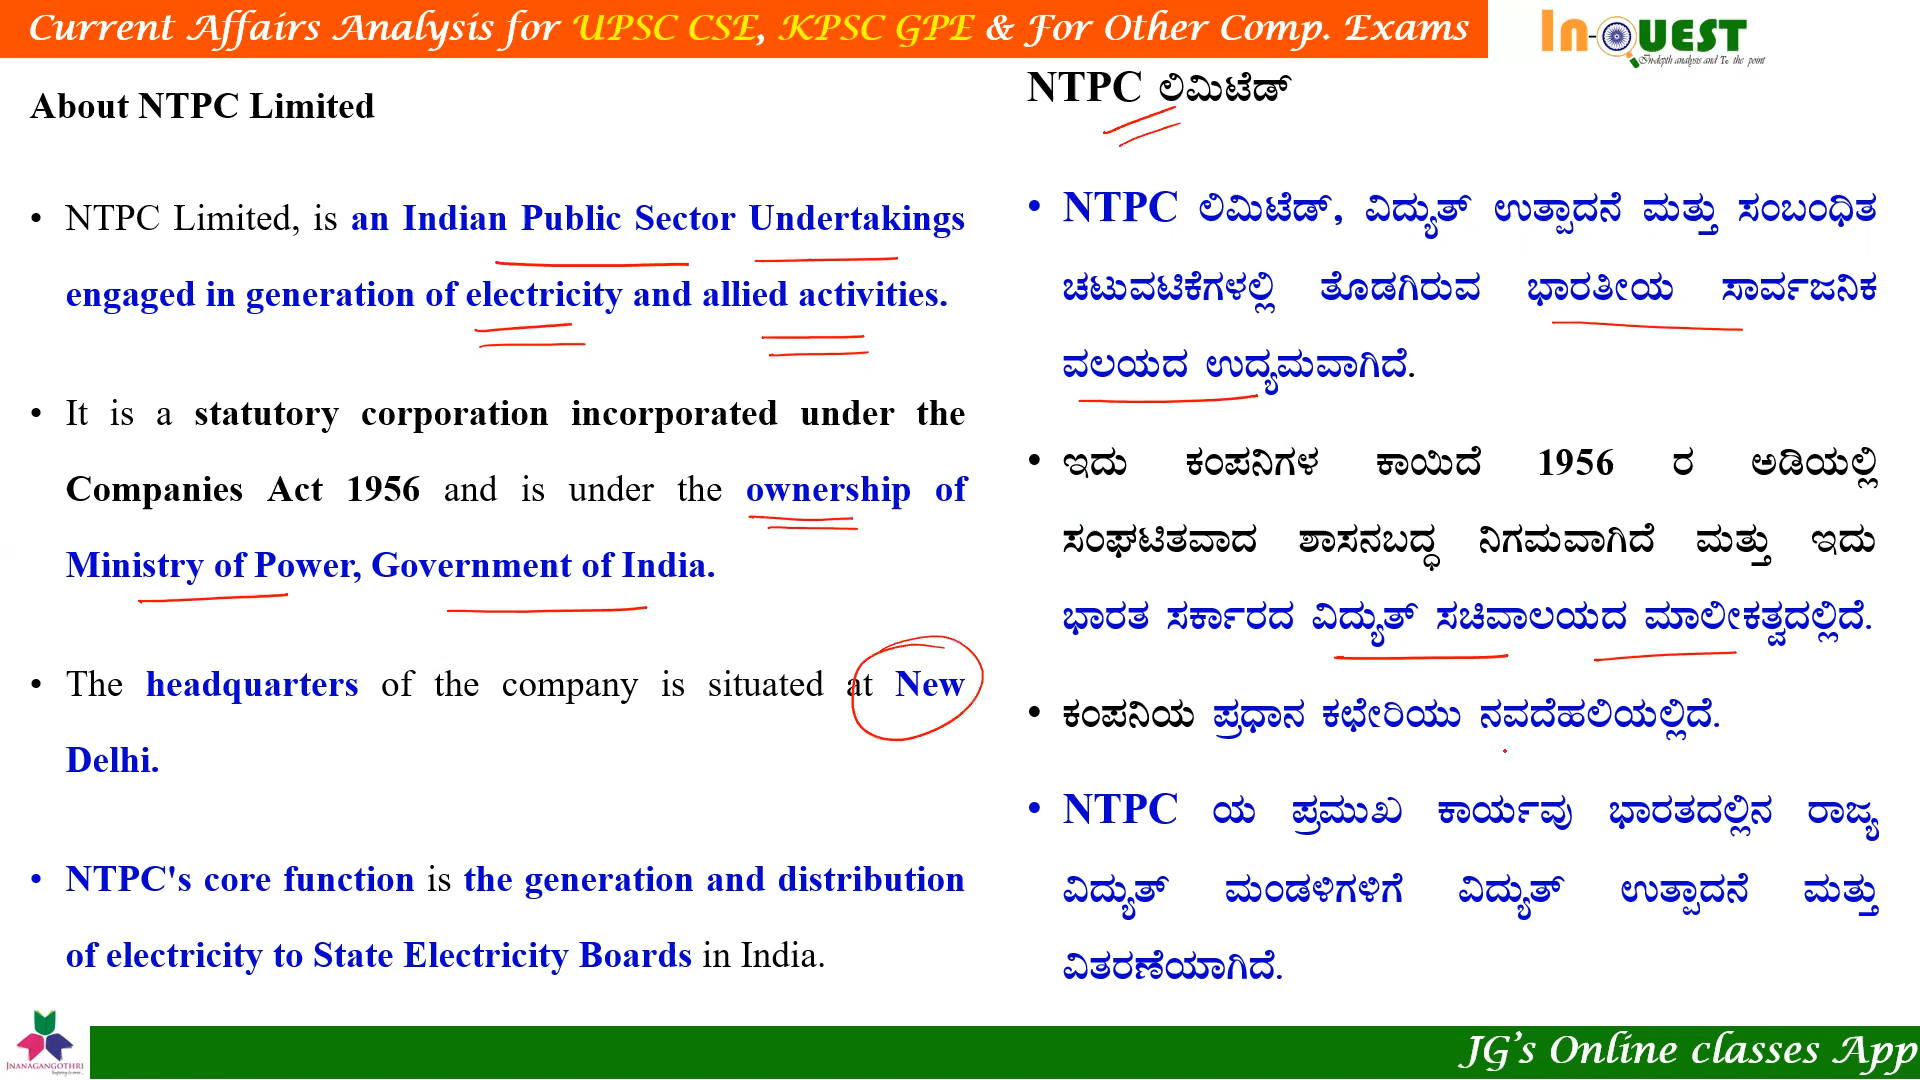 Current Affairs Analysis for UPSC CSE, KPSC GPE & For Other Comp. Exams
In-QUEST
In-depth analysis and To the point
About NTPC Limited
• NTPC Limited, is an Indian Public Sector Undertakings
engaged in generation of electricity and allied activities.
• It is a statutory corporation incorporated under the
Companies Act 1956 and is under the ownership of
Ministry of Power, Government of India.
• The headquarters of the company is situated at New
Delhi.
• NTPC's core function is the generation and distribution
of electricity to State Electricity Boards in India.
NTPC ಲಿಮಿಟೆಡ್
• NTPC ಲಿಮಿಟೆಡ್, ವಿದ್ಯುತ್ ಉತ್ಪಾದನೆ ಮತ್ತು ಸಂಬಂಧಿತ
ಚಟುವಟಿಕೆಗಳಲ್ಲಿ ತೊಡಗಿರುವ ಭಾರತೀಯ ಸಾರ್ವಜನಿಕ
ವಲಯದ ಉದ್ಯಮವಾಗಿದೆ.
• ಇದು ಕಂಪನಿಗಳ ಕಾಯಿದೆ 1956 ರ ಅಡಿಯಲ್ಲಿ
ಸಂಘಟಿತವಾದ ಶಾಸನಬದ್ಧ ನಿಗಮವಾಗಿದೆ ಮತ್ತು ಇದು
ಭಾರತ ಸರ್ಕಾರದ ವಿದ್ಯುತ್ ಸಚಿವಾಲಯದ ಮಾಲೀಕತ್ವದಲ್ಲಿದೆ.
• ಕಂಪನಿಯ ಪ್ರಧಾನ ಕಛೇರಿಯು ನವದೆಹಲಿಯಲ್ಲಿದೆ.
• NTPC ಯ ಪ್ರಮುಖ ಕಾರ್ಯವು ಭಾರತದಲ್ಲಿನ ರಾಜ್ಯ
ವಿದ್ಯುತ್ ಮಂಡಳಿಗಳಿಗೆ ವಿದ್ಯುತ್ ಉತ್ಪಾದನೆ ಮತ್ತು
ವಿತರಣೆಯಾಗಿದೆ.
JNANAGANGOTHRI
JG's Online classes App